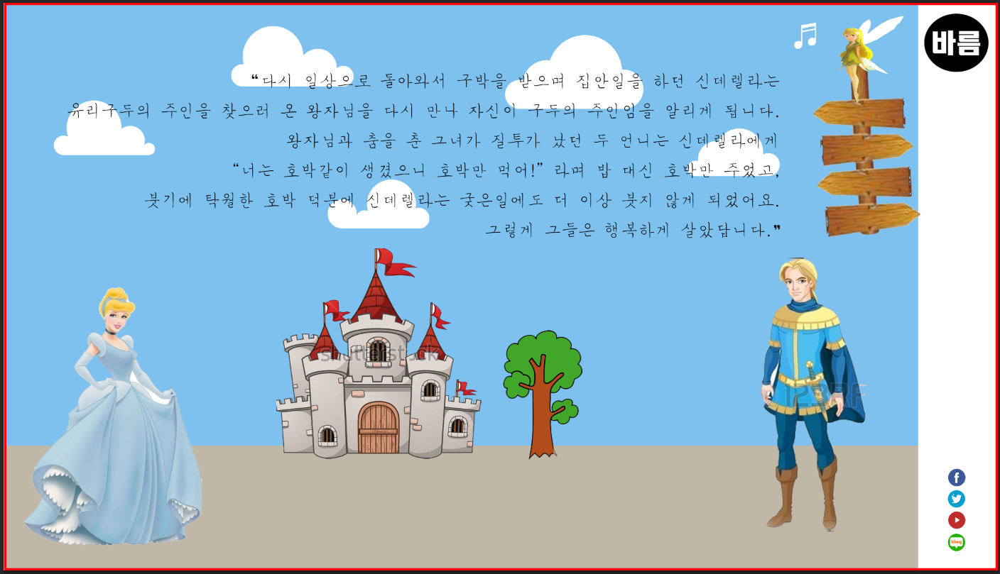 ❝다시 일상으로 돌아와서 구박을 받으며 집안일을 하던 신데렐라는
유리구두의 주인을 찾으러 온 왕자님을 다시 만나 자신이 구두의 주인임을 알리게 됩니다.
왕자님과 춤을 춘 그녀가 질투가 났던 두 언니는 신데렐라에게
“너는 호박같이 생겼으니 호박만 먹어!” 라며 밥 대신 호박만 주었고,
붓기에 탁월한 호박 덕분에 신데렐라는 궂은일에도 더 이상 붓지 않게 되었어요.
그렇게 그들은 행복하게 살았답니다.❞
바름
shutterstock
123RF
blog